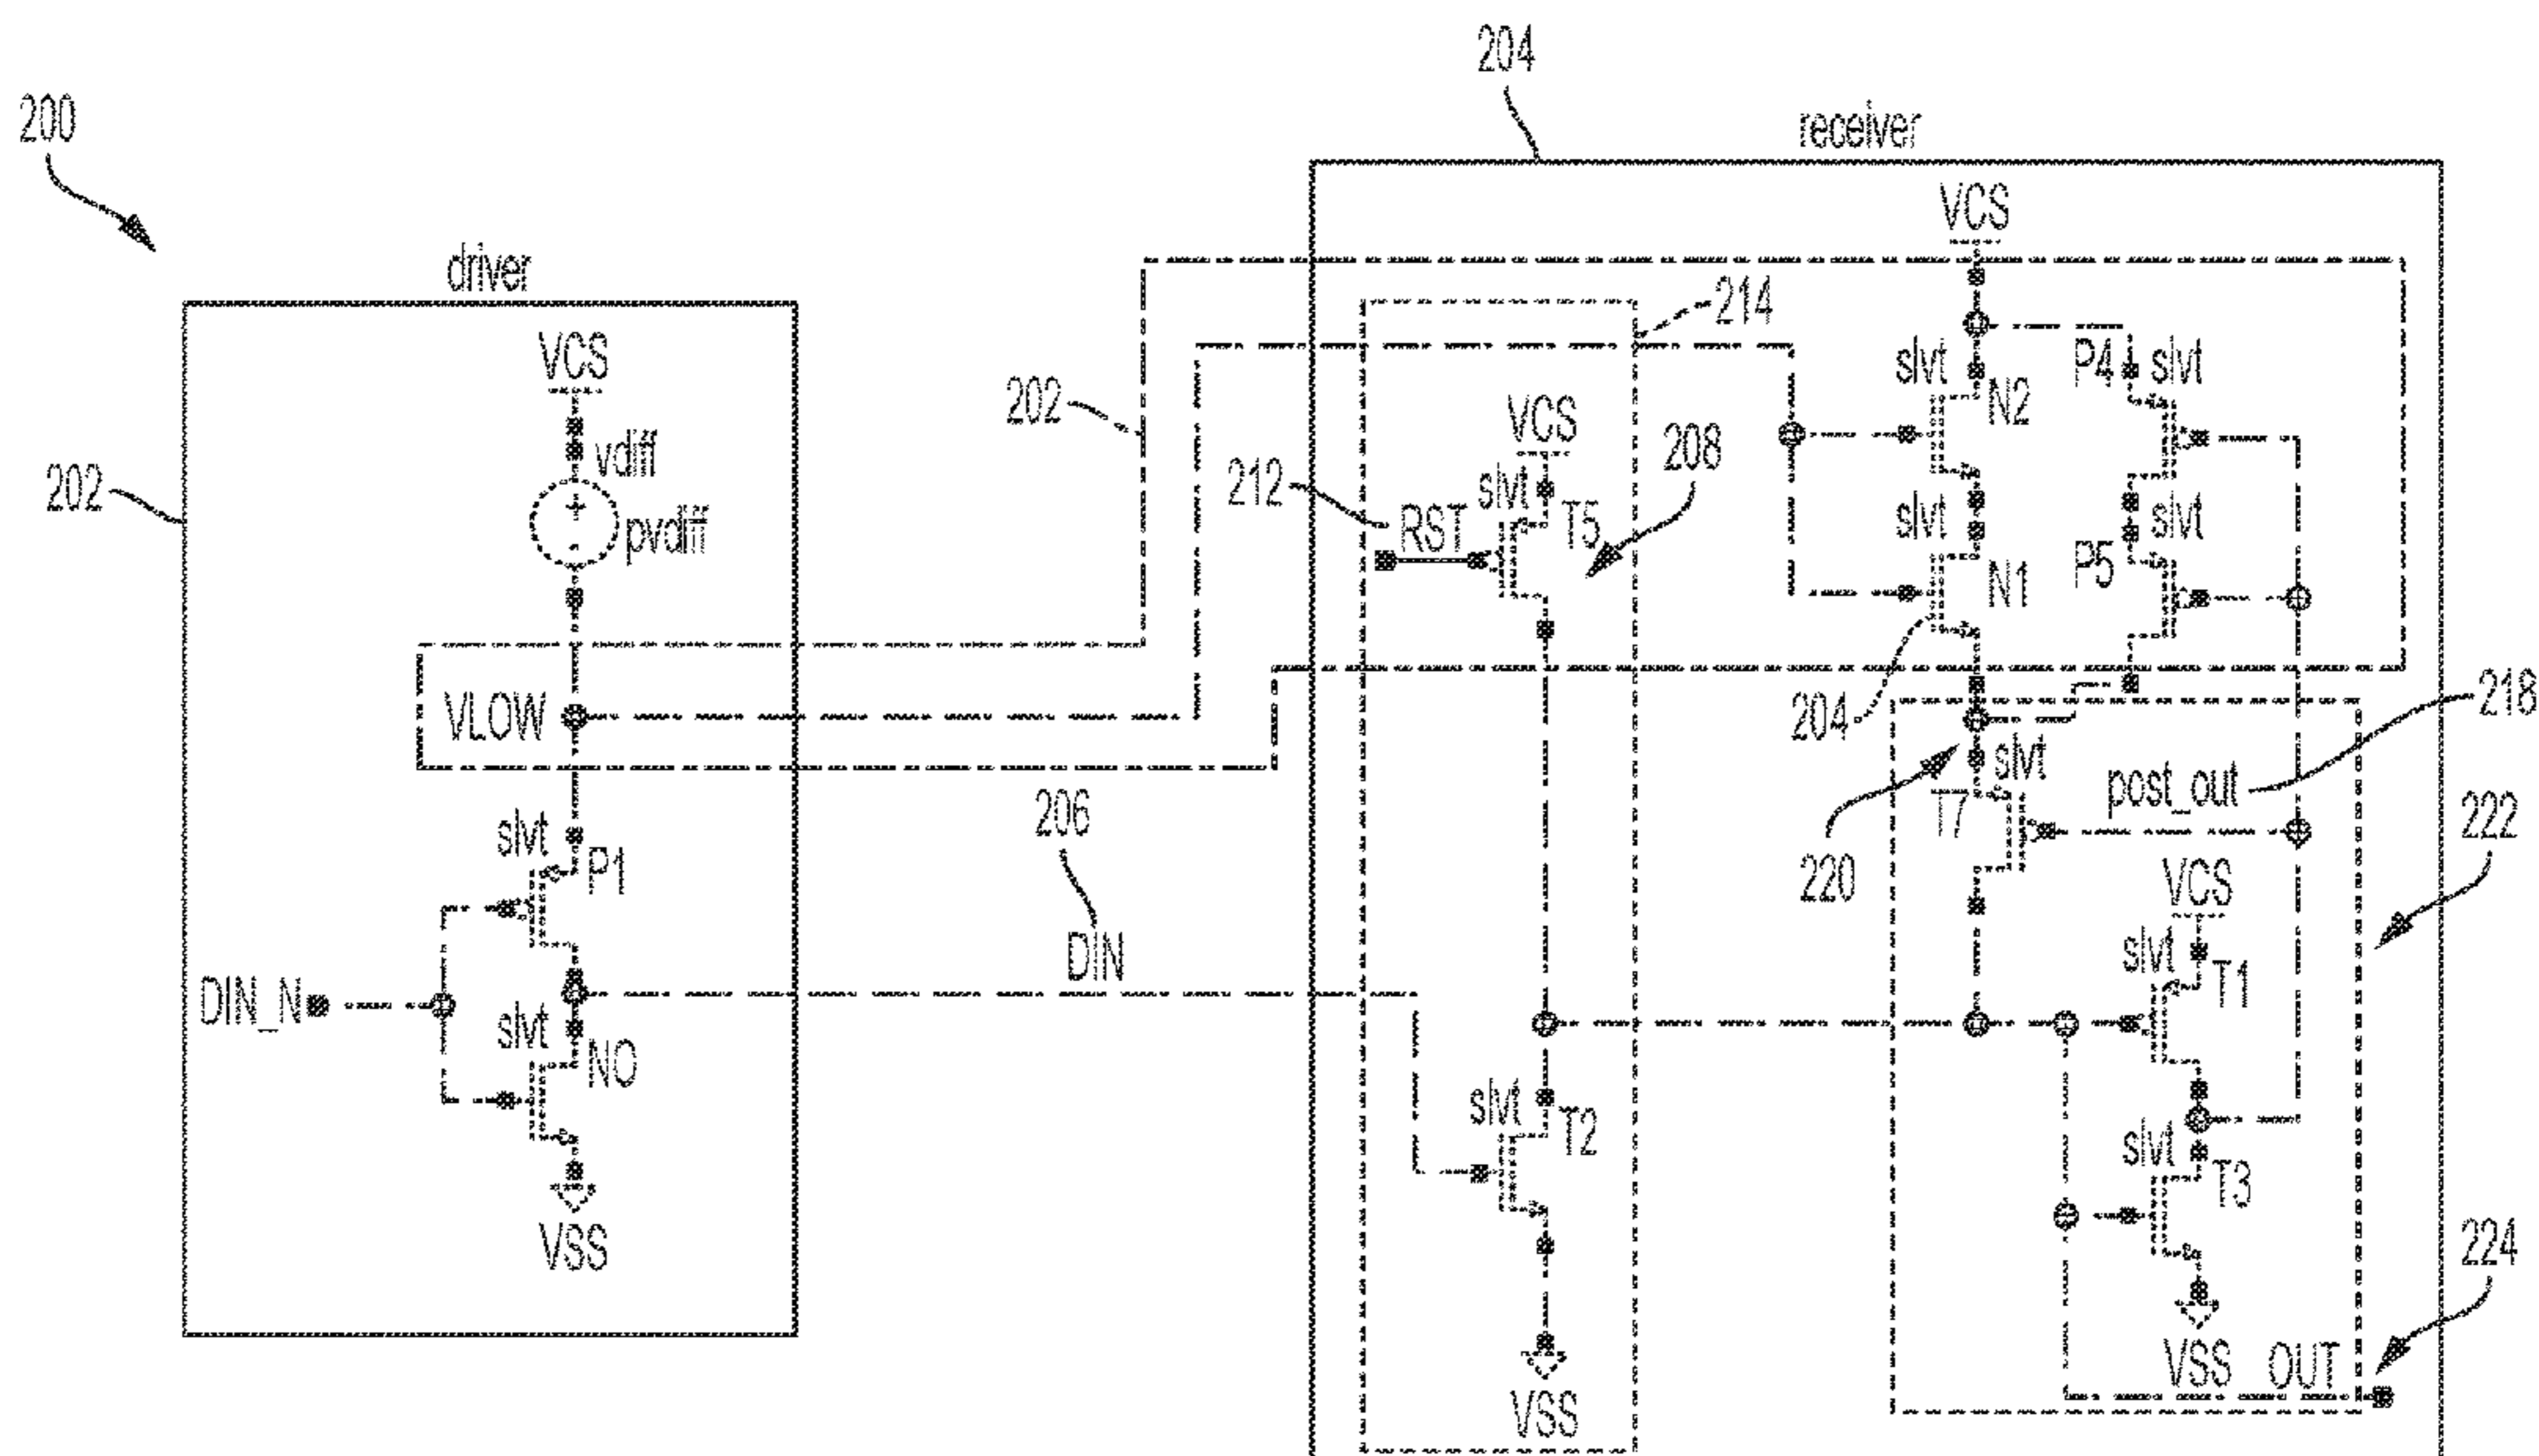 204
200
receiver
driver
VCS
214
VCS
slvt
P4
slvt
202
N2
VCS
208
vdiff
212
slvt
slvt
202
RST
T5
pvdiff
P5
N1
218
VLOW
204
slvt
post_out
206
T7
222
slvt
P1
220
VCS
DIN
slvt
T1
DIN_N
slvt
NO
slvt
T2
slvt
T3
224
VSS
VSS
OUT
VSS